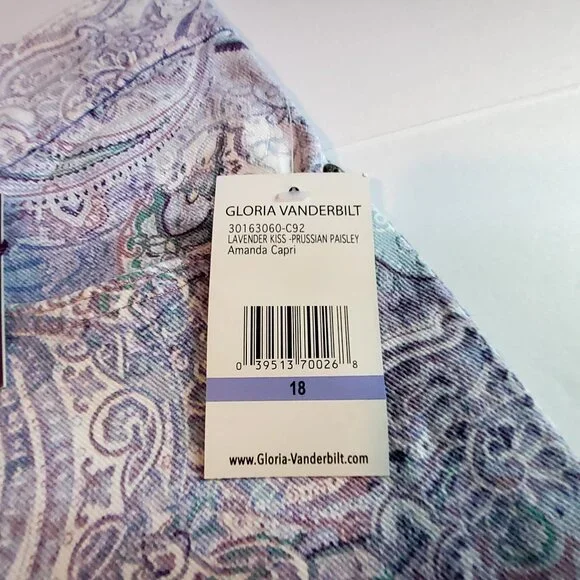 GLORIA VANDERBILT
30163060-C92
LAVENDER KISS -PRUSSIAN PAISLEY
Amanda Capri
0 39513 70026 8
18
www.Gloria-Vanderbilt.com